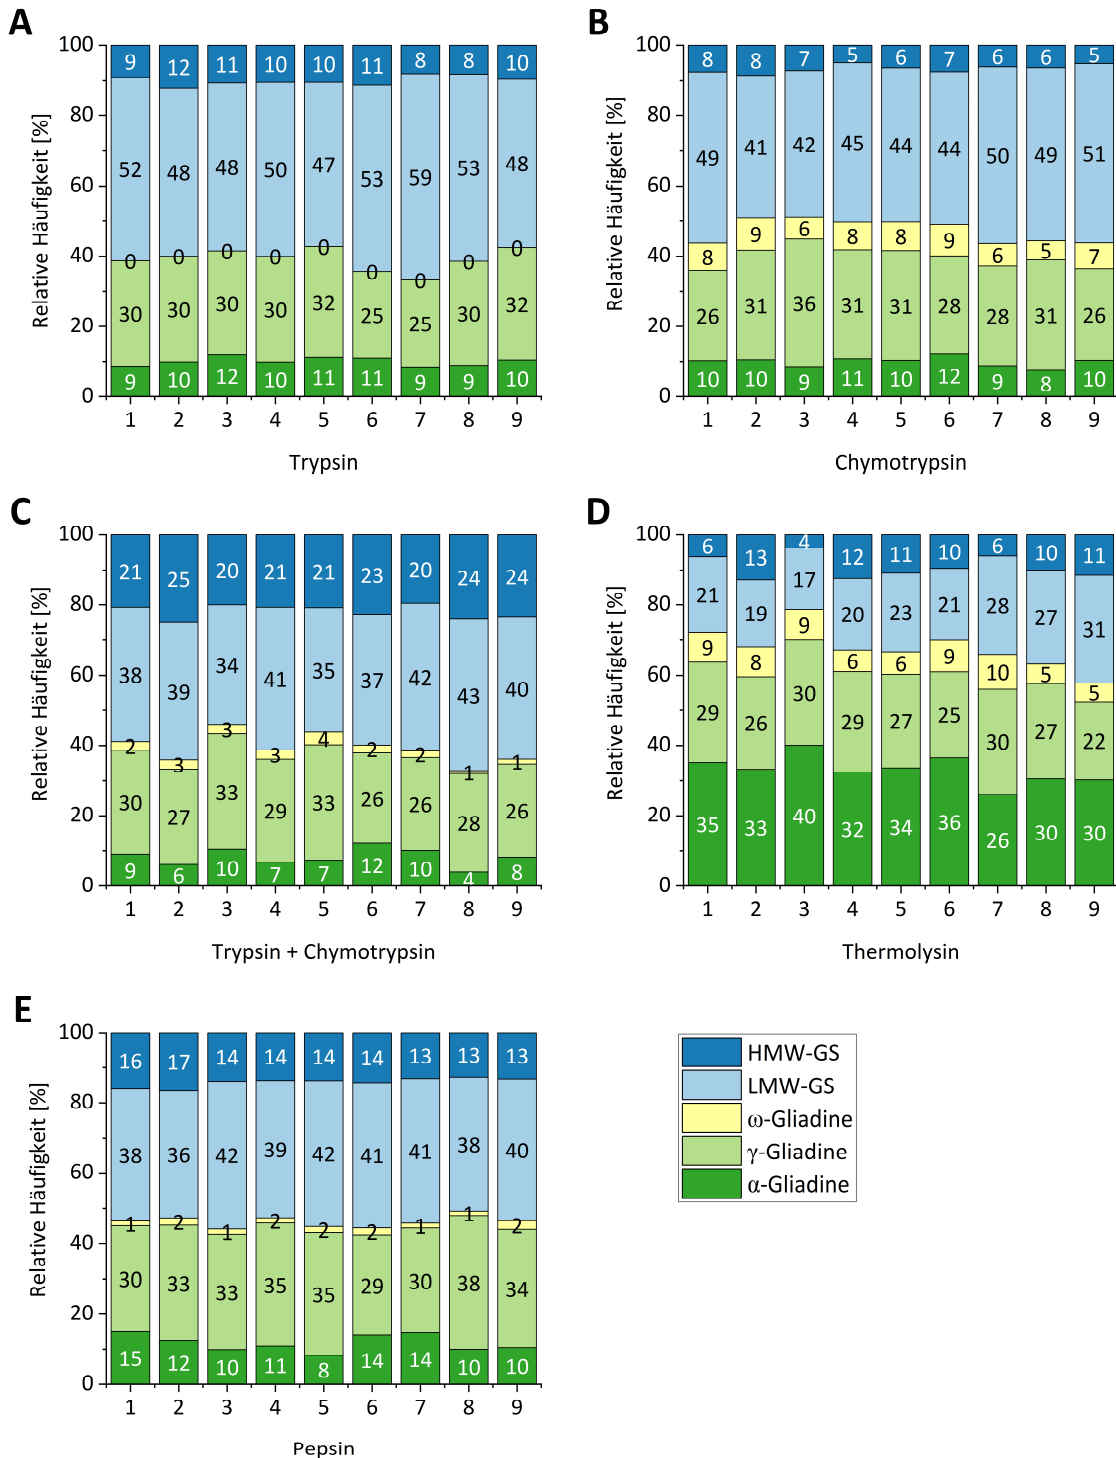 A
Relative Häufigkeit [%]
100
80
60
40
20
0
9 12 11 10 10 11 8 8 10
52 48 48 50 47 53 59 53 48
0 0 0 0 0 0 0 0 0
30 30 30 30 32 25 25 30 32
9 10 12 10 11 11 9 9 10
1 2 3 4 5 6 7 8 9
Trypsin
B
Relative Häufigkeit [%]
100
80
60
40
20
0
8 8 7 5 6 7 6 6 5
49 41 42 45 44 44 50 49 51
8 9 6 8 8 9 6 5 7
26 31 36 31 31 28 28 31 26
10 10 9 11 10 12 9 8 10
1 2 3 4 5 6 7 8 9
Chymotrypsin
C
Relative Häufigkeit [%]
100
80
60
40
20
0
21 25 20 21 21 23 20 24 24
38 39 34 41 35 37 42 43 40
2 3 3 3 4 2 2 1 1
30 27 33 29 33 26 26 28 26
9 6 10 7 7 12 10 4 8
1 2 3 4 5 6 7 8 9
Trypsin + Chymotrypsin
D
Relative Häufigkeit [%]
100
80
60
40
20
0
6 13 4 12 11 10 6 10 11
21 19 17 20 23 21 28 27 31
9 8 9 6 6 9 10 5 5
29 26 30 29 27 25 30 27 22
35 33 40 32 34 36 26 30 30
1 2 3 4 5 6 7 8 9
Thermolysin
E
Relative Häufigkeit [%]
100
80
60
40
20
0
16 17 14 14 14 14 13 13 13
38 36 42 39 42 41 41 38 40
1 2 1 2 2 2 1 1 2
30 33 33 35 35 29 30 38 34
15 12 10 11 8 14 14 10 10
1 2 3 4 5 6 7 8 9
Pepsin
HMW-GS
LMW-GS
ω-Gliadine
γ-Gliadine
α-Gliadine